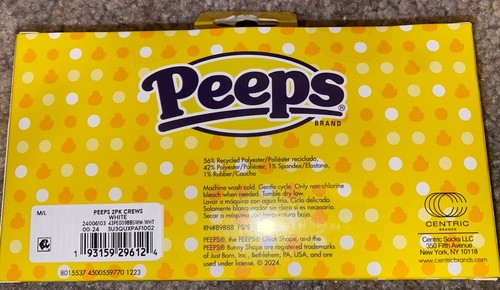 Peeps®
BRAND
56% Recycled Polyester/Poliéster reciclado,
42% Polyester/Poliéster, 1% Spandex/Elastano,
1% Rubber/Caucho
Machine wash cold. Gentle cycle. Only non-chlorine
bleach when needed. Tumble dry low.
Lavar a máquina con agua fría. Ciclo delicado
Solamente blanqueador sin cloro si es necesario.
Secar a máquina con temperatura baja.
PEEPS®, the PEEPS® Chick Shape, and the
PEEPS® Bunny Shape are registered trademarks
of Just Born, Inc., Bethlehem, PA, USA, and are
used under license. © 2024.
M/L
PEEPS 2PK CREWS
WHITE
00-24
1 93159 29612 4
8015537 4500559770 1223
CENTRIC
BRANDS
Centric Socks LLC
350 Fifth Avenue
New York, NY 10118
www.centricbrands.com